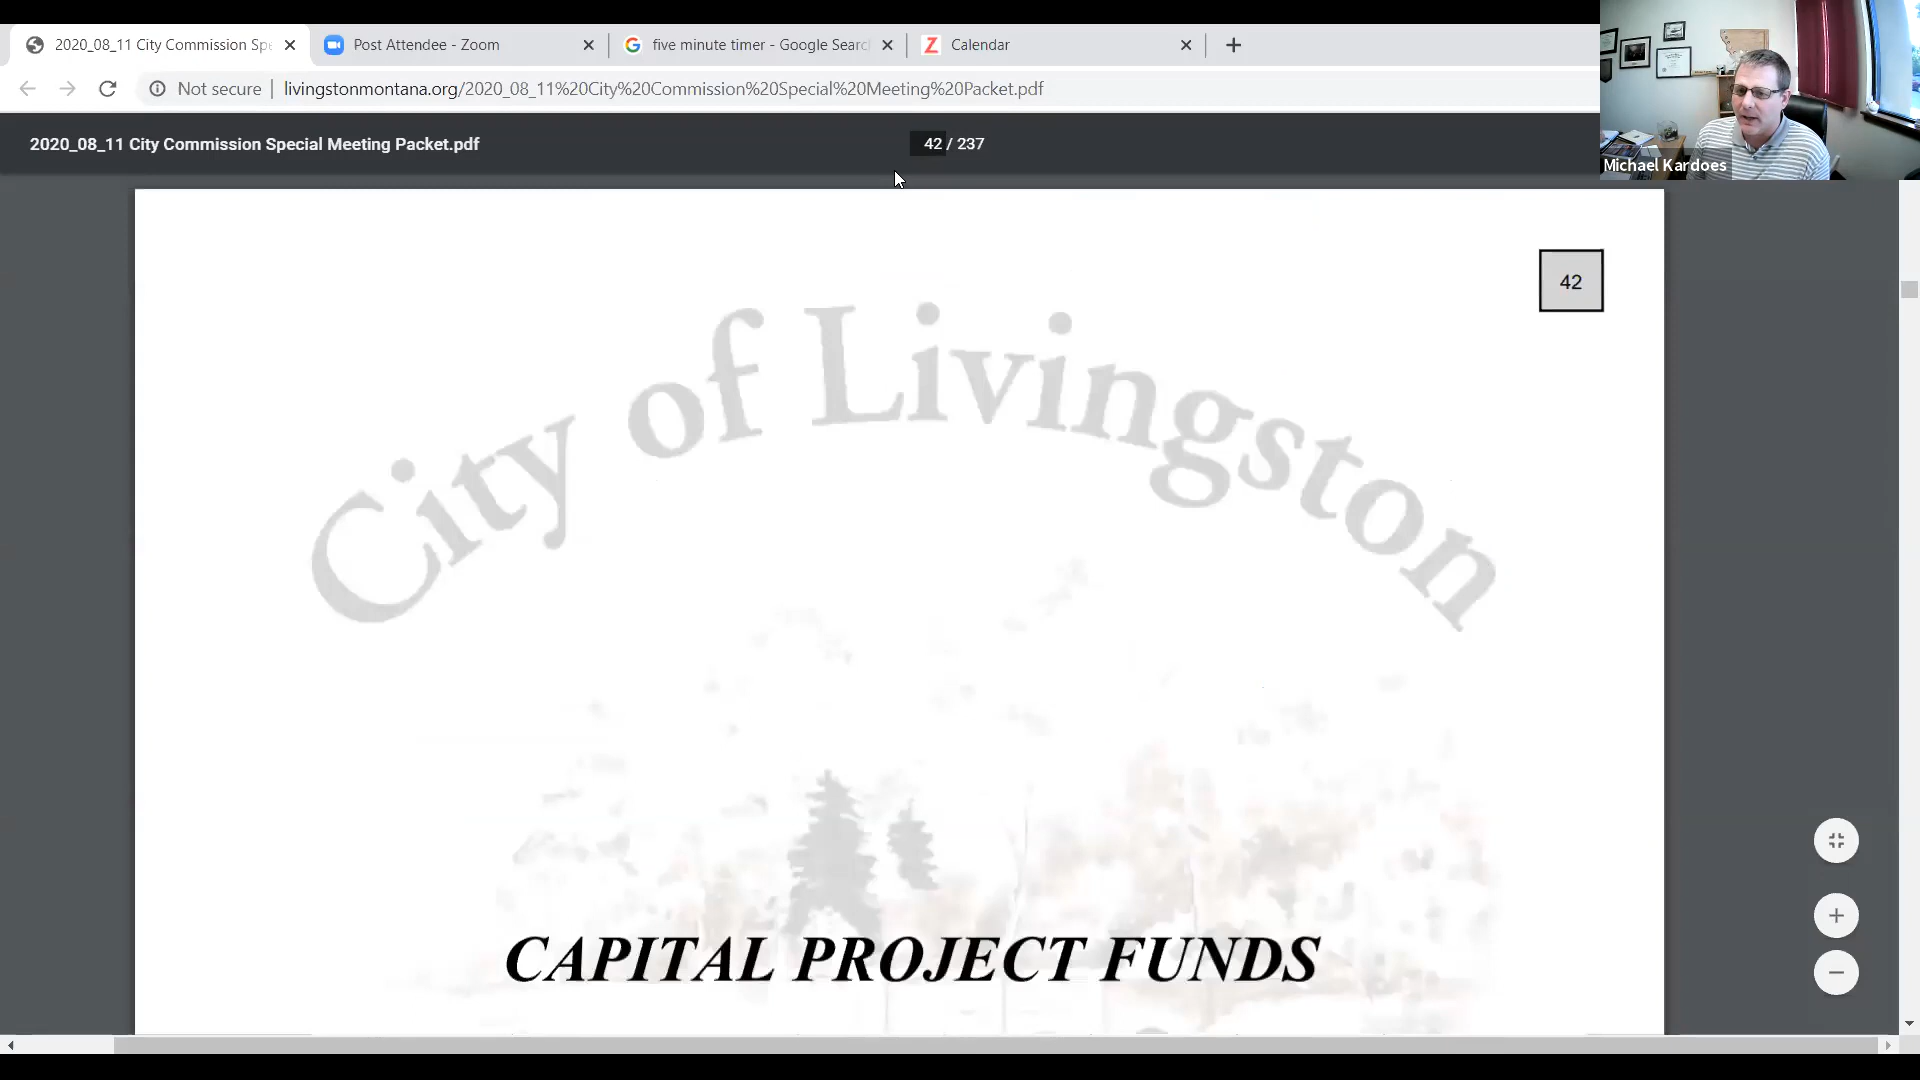 2020_08_11 City Commission Spe
Post Attendee - Zoom
five minute timer - Google Searc
Calendar
Not secure
livingstonmontana.org/2020_08_11%20City%20Commission%20Special%20Meeting%20Packet.pdf
2020_08_11 City Commission Special Meeting Packet.pdf
42 / 237
Michael Kardoes
42
City of Livingston
CAPITAL PROJECT FUNDS